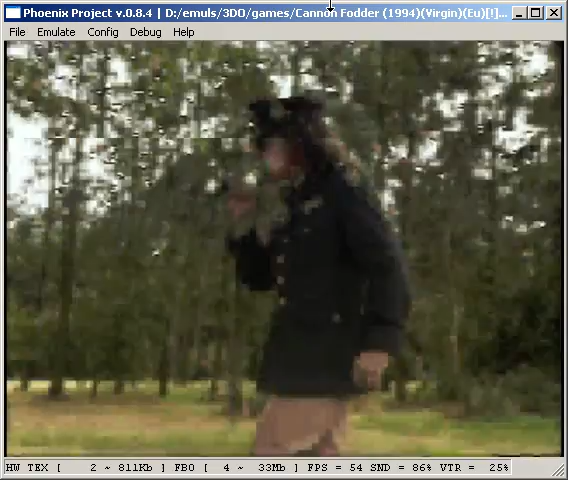 Phoenix Project v.0.8.4 | D:/emuls/3DO/games/Cannon Fodder (1994)(Virgin)(Eu)[!]...
File Emulate Config Debug Help
HW TEX [ 2 ~ 811Kb ] FBO [ 4 ~ 33Mb ] FPS = 54 SND = 86% VTR = 25%